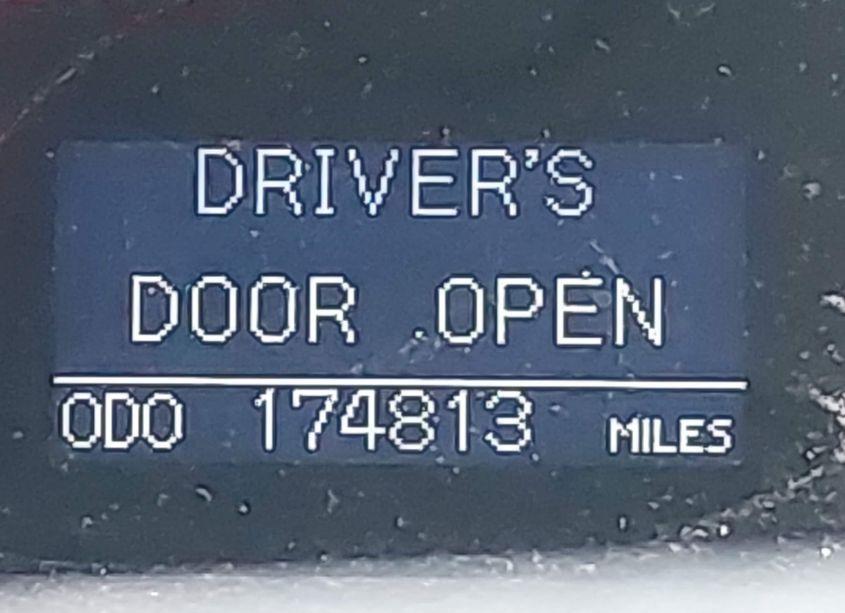 DRIVER'S
DOOR OPEN
ODO 174813 MILES